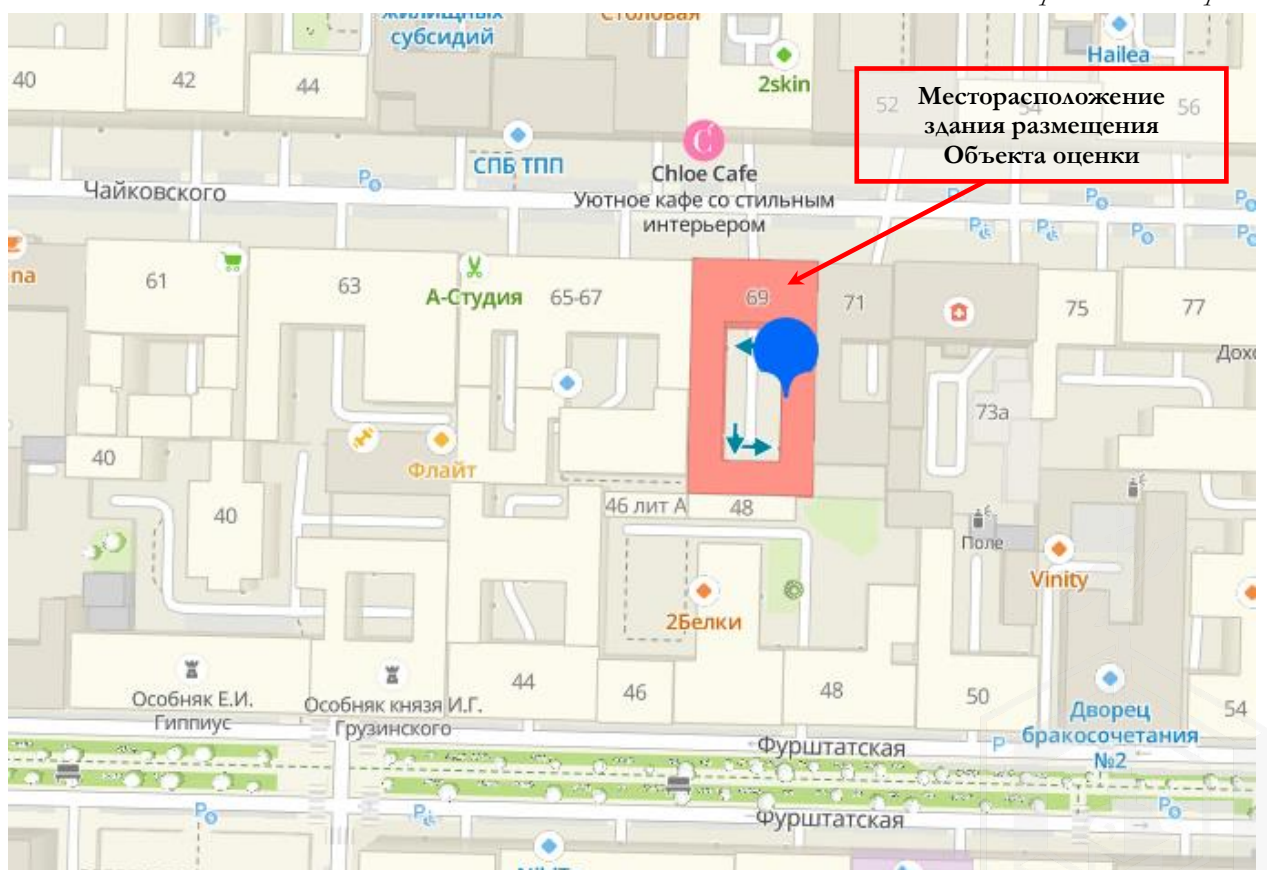 жилищных
субсидий
Столовая
Hailea
40
42
44
2skin
52
54
56
Месторасположение
здания размещения
Объекта оценки
СПБ ТПП
Chloe Cafe
Уютное кафе со стильным
интерьером
Чайковского
61
63
А-Студия
65-67
69
71
75
77
73а
40
Флайт
40
46 лит А
48
Поле
Vinity
2Белки
Особняк Е.И.
Гиппиус
Особняк князя И.Г.
Грузинского
44
46
48
50
Дворец
бракосочетания
№2
54
Фурштатская
Фурштатская